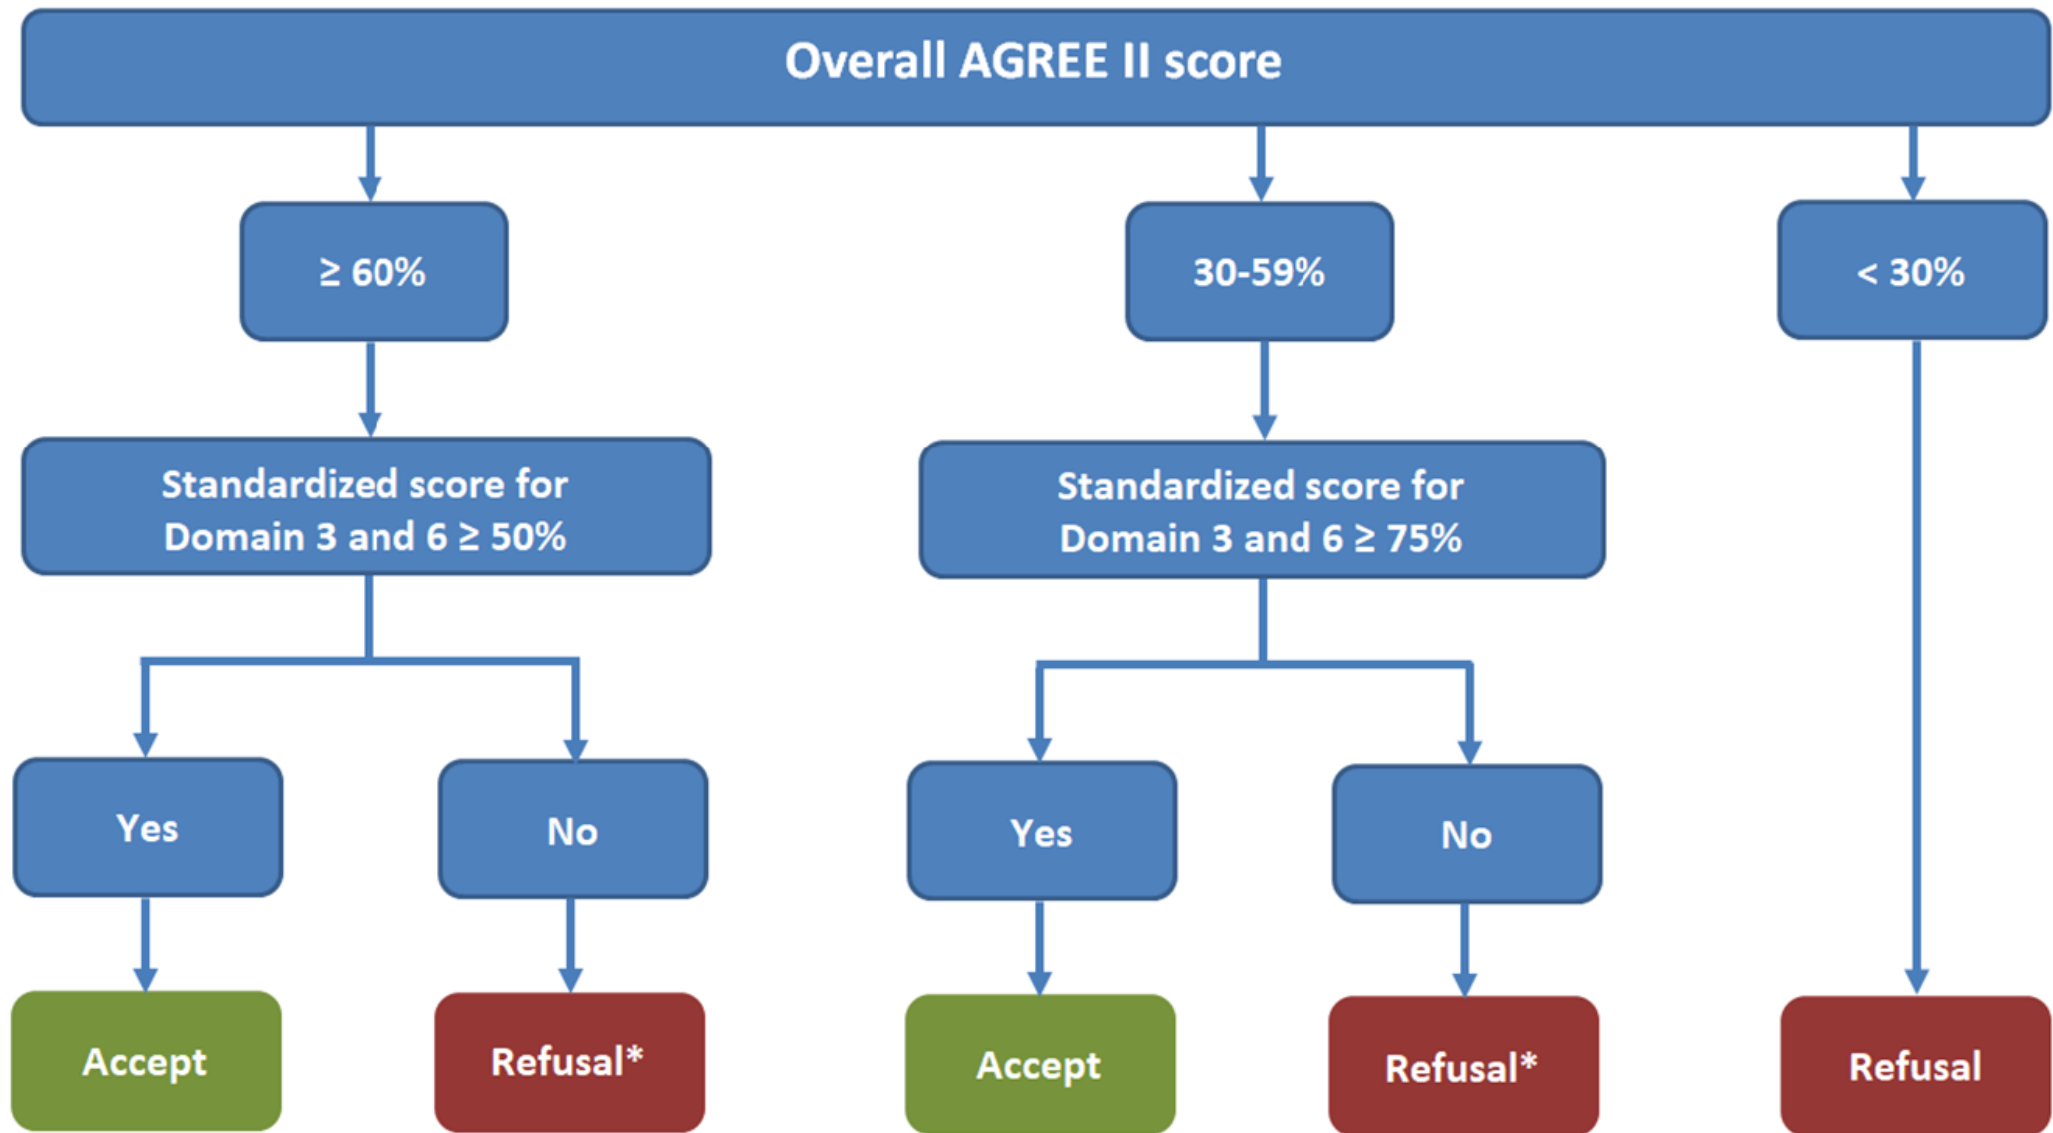 Overall AGREE II score
≥ 60%
30-59%
< 30%
Standardized score for
Domain 3 and 6 ≥ 50%
Standardized score for
Domain 3 and 6 ≥ 75%
Yes
No
Yes
No
Accept
Refusal*
Accept
Refusal*
Refusal